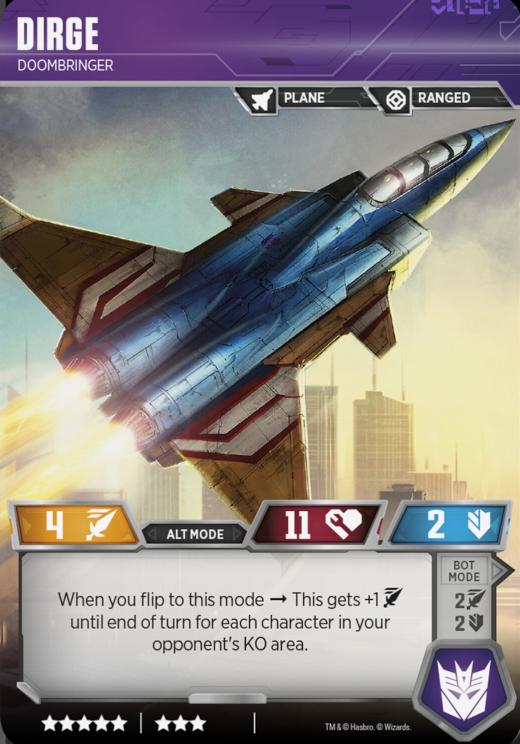 DIRGE
DOOMBRINGER
PLANE RANGED
4 ALT MODE 11 2
BOT
MODE
2
2
When you flip to this mode → This gets +1
until end of turn for each character in your
opponent's KO area.
TM & © Hasbro. © Wizards.